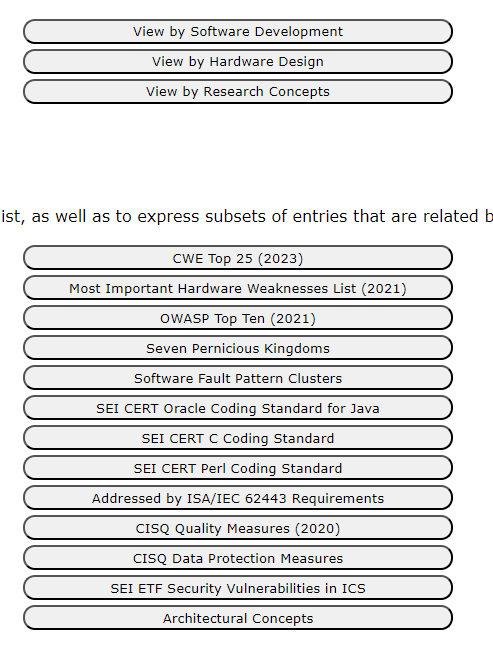 View by Software Development
View by Hardware Design
View by Research Concepts
ist, as well as to express subsets of entries that are related b
CWE Top 25 (2023)
Most Important Hardware Weaknesses List (2021)
OWASP Top Ten (2021)
Seven Pernicious Kingdoms
Software Fault Pattern Clusters
SEI CERT Oracle Coding Standard for Java
SEI CERT C Coding Standard
SEI CERT Perl Coding Standard
Addressed by ISA/IEC 62443 Requirements
CISQ Quality Measures (2020)
CISQ Data Protection Measures
SEI ETF Security Vulnerabilities in ICS
Architectural Concepts